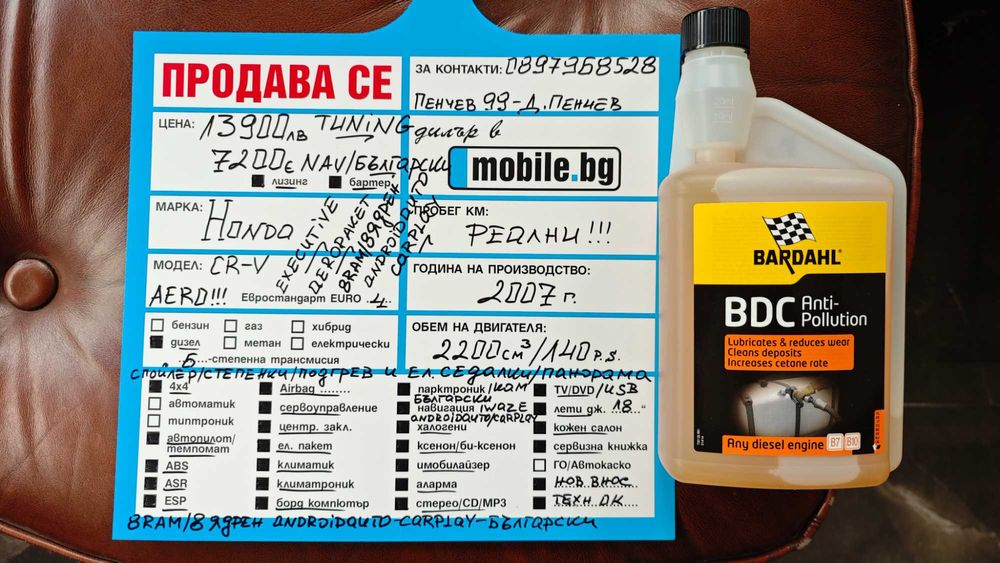 ПРОДАВА СЕ
ЗА КОНТАКТИ: 0897968528
ПЕНЧЕВ 99-Д.ПЕНЧЕВ
ЦЕНА: 13900лв TUNING
7200€ NAV/БЪЛГАРСКИ
лизинг бартер
дилър в
mobile.bg
МАРКА: HONDA
EXECUTIVE
AEROPAKET
8RAM/8ЯДРЕН
ANDROIDAUTO
CARPLAY
ПРОБЕГ КМ:
РЕАЛНИ!!!
МОДЕЛ: CR-V
AERO!!! Евростандарт EURO 4
ГОДИНА НА ПРОИЗВОДСТВО:
2007г.
бензин газ хибрид
дизел метан електрически
6-степенна трансмисия
ОБЕМ НА ДВИГАТЕЛЯ:
2200см³/140 p.s.
СПОЙЛЕР/СТЕПЕНКИ/ПОДГРЕВ И ЕЛ СЕДАЛКИ/ПАНОРАМА
4x4 Airbag ........ парктроник/КАМ TV/DVD/USB
БЪЛГАРСКИ
автоматик сервоуправление навигация/WAZE лети дж. 18"
ANDROIDAUTO/CARPLAY
типтроник центр. закл. халогени кожен салон
автопилот/темпомат ел. пакет ксенон/би-ксенон сервизна книжка
ABS климатик имобилайзер ГО/Автокаско
ASR климатроник аларма НОВ ВНОС
ESP борд компютър стерео/CD/MP3 ТЕХН.ОК
8RAM/8ЯДРЕН ANDROIDAUTO-CARPLAY-БЪЛГАРСКИ
BARDAHL
BDC Anti-Pollution
Lubricates & reduces wear
Cleans deposits
Increases cetane rate
Any diesel engine B7 B10